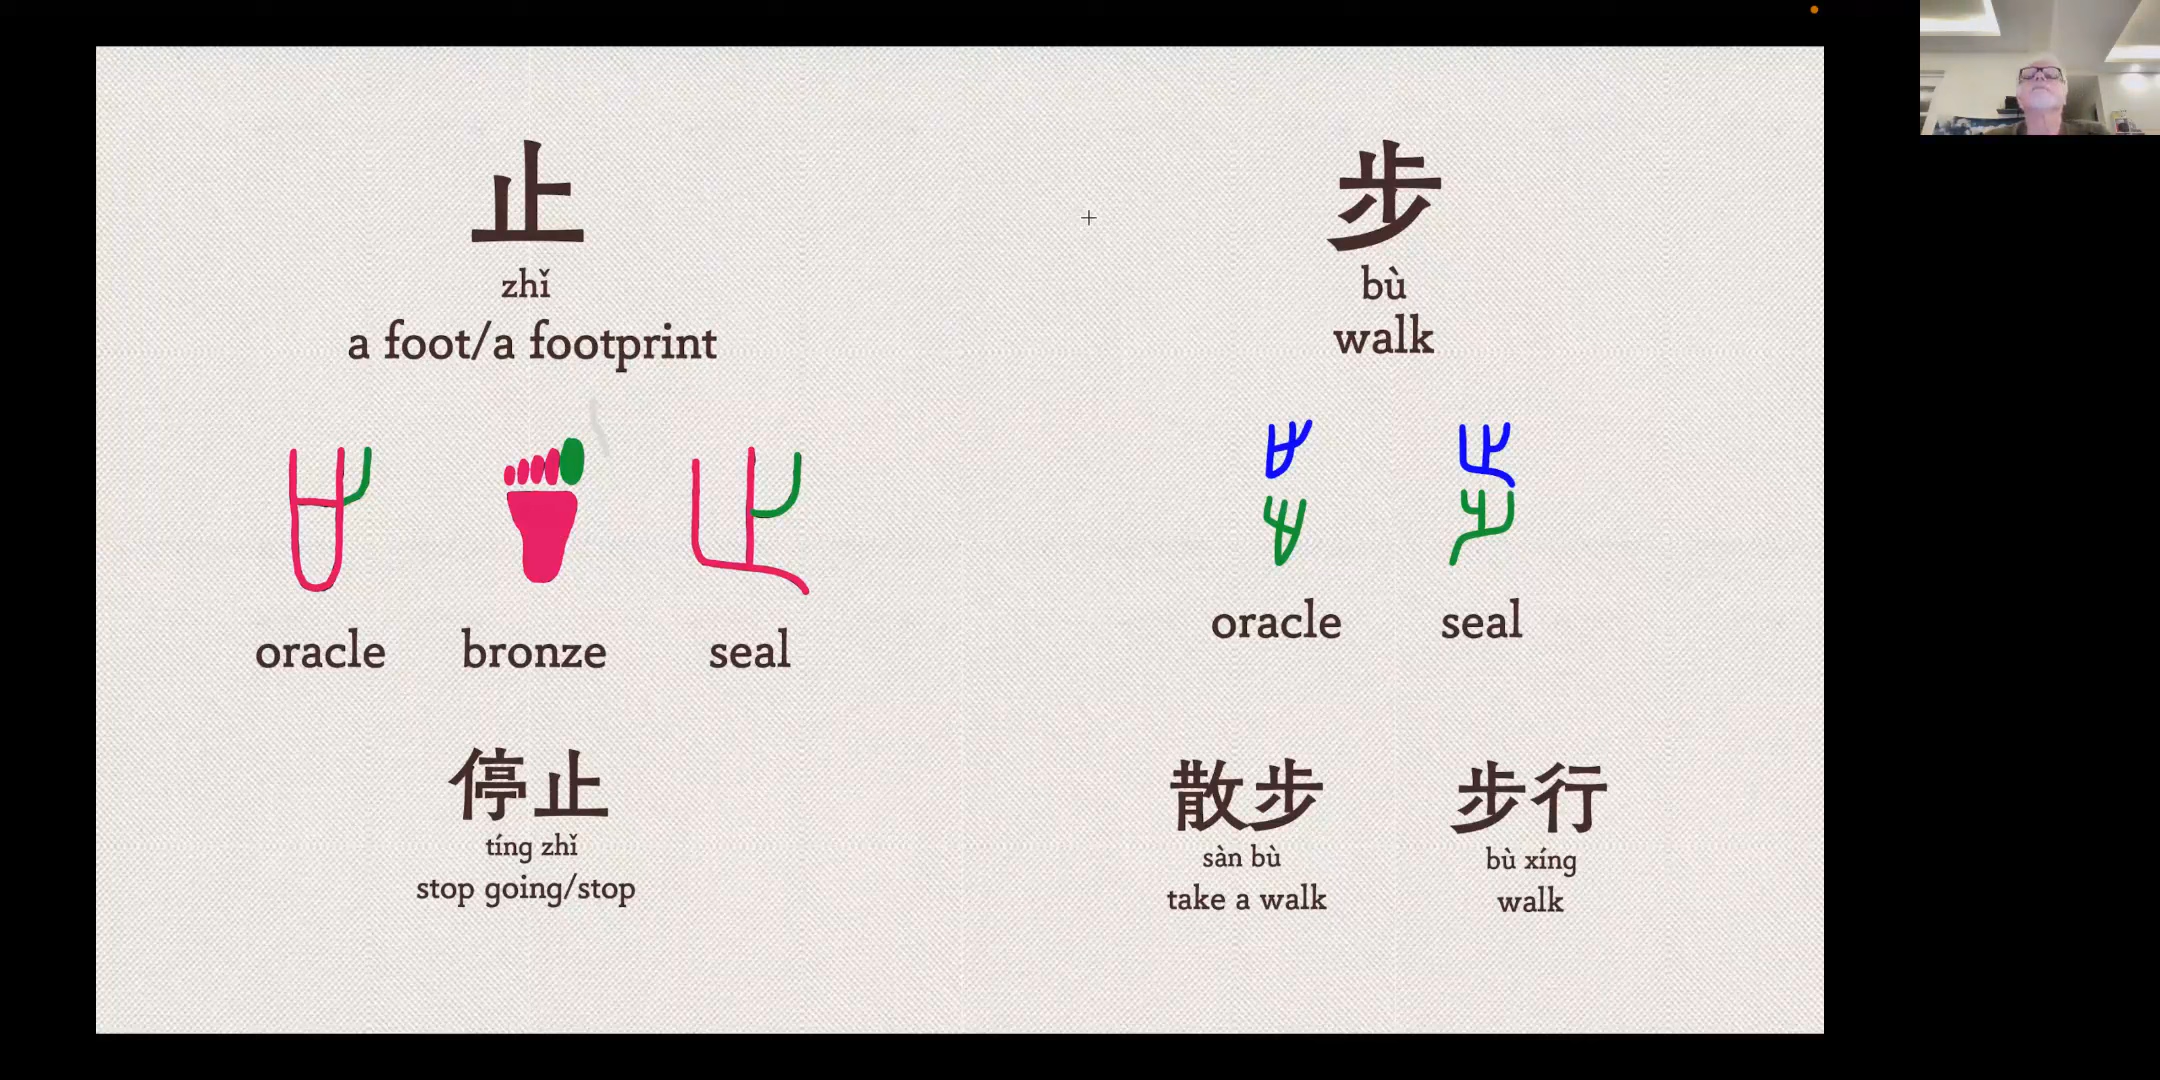 止
zhǐ
a foot/a footprint
oracle
bronze
seal
停止
tíng zhǐ
stop going/stop
步
bù
walk
oracle
seal
散步
sàn bù
take a walk
步行
bù xíng
walk